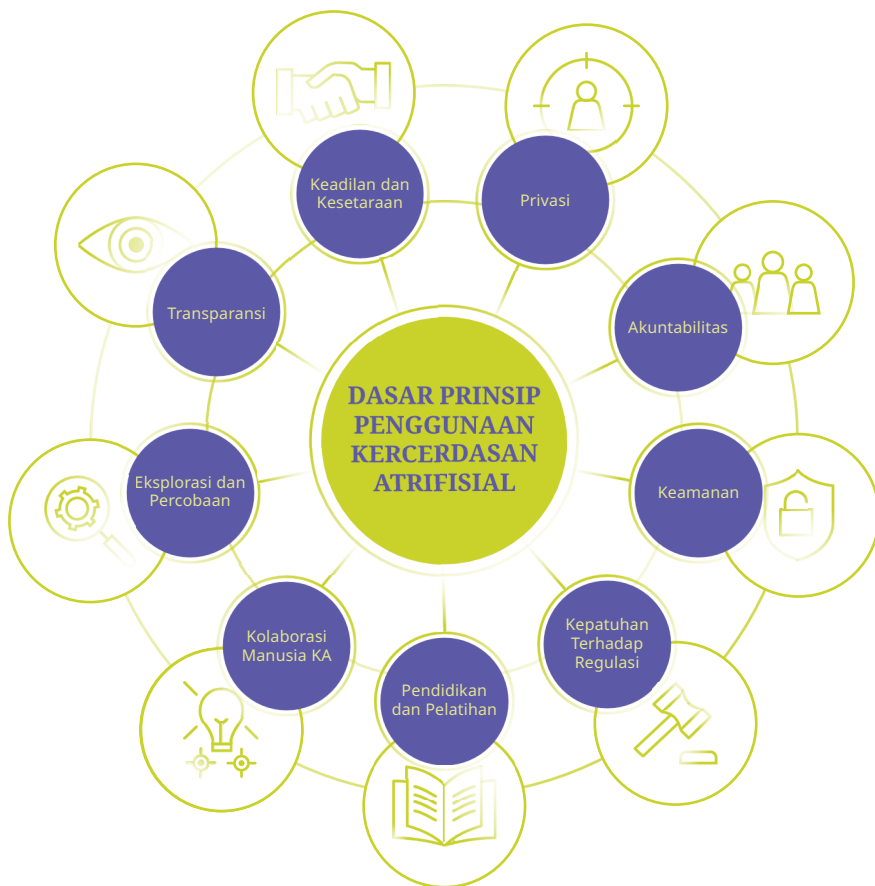 DASAR PRINSIP
PENGGUNAAN
KERCERDASAN
ATRIFISIAL
Keadilan dan
Kesetaraan
Privasi
Akuntabilitas
Keamanan
Kepatuhan
Terhadap
Regulasi
Pendidikan
dan Pelatihan
Kolaborasi
Manusia KA
Eksplorasi dan
Percobaan
Transparansi